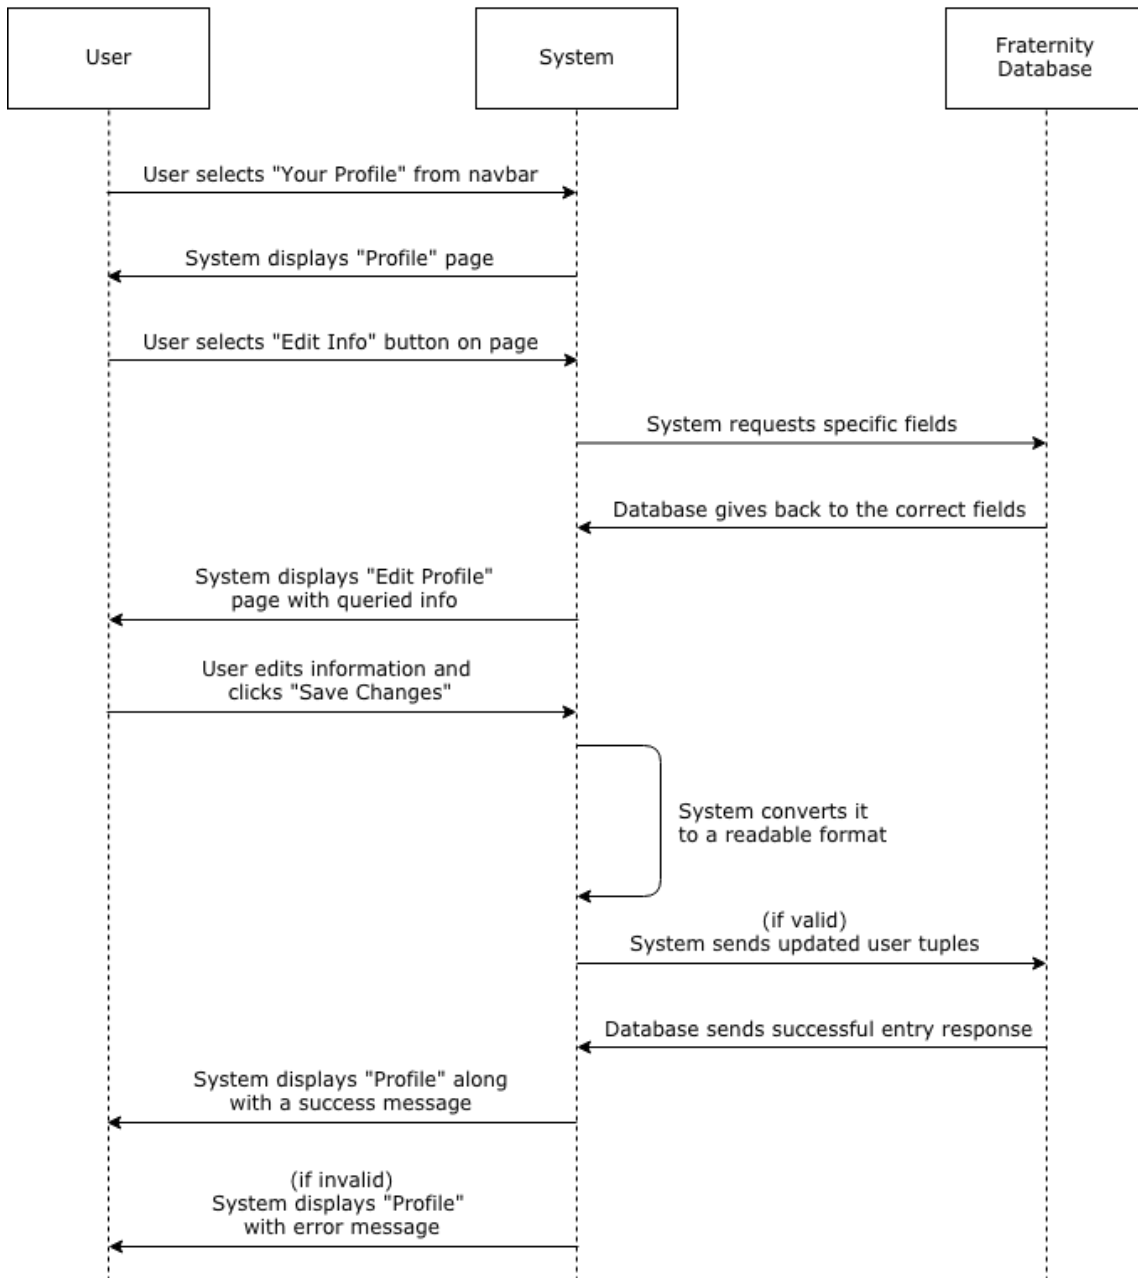 User
System
Fraternity
Database
User selects "Your Profile" from navbar
System displays "Profile" page
User selects "Edit Info" button on page
System requests specific fields
Database gives back to the correct fields
System displays "Edit Profile"
page with queried info
User edits information and
clicks "Save Changes"
System converts it
to a readable format
(if valid)
System sends updated user tuples
Database sends successful entry response
System displays "Profile" along
with a success message
(if invalid)
System displays "Profile"
with error message